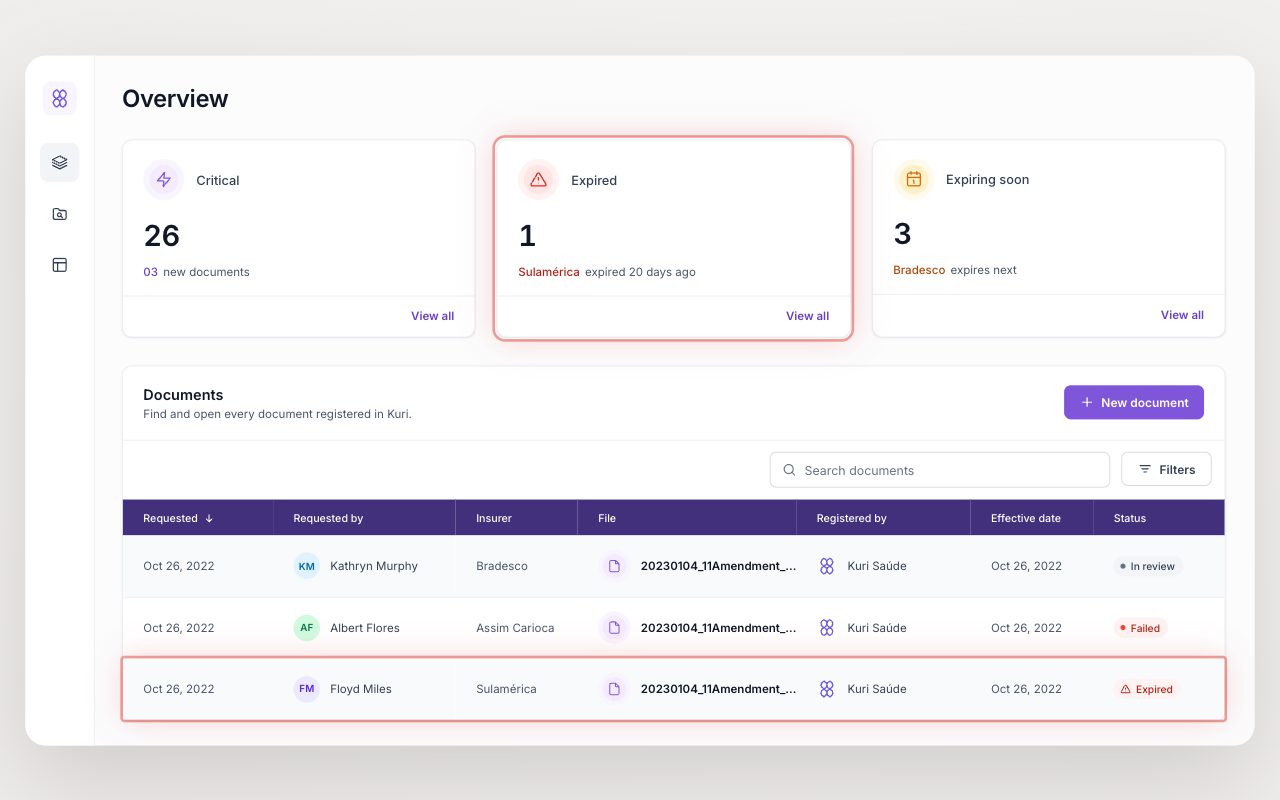 Overview
Critical
26
03 new documents
View all
Expired
1
Sulamérica expired 20 days ago
View all
Expiring soon
3
Bradesco expires next
View all
Documents
Find and open every document registered in Kuri.
New document
Search documents
Filters
Requested Requested by Insurer File Registered by Effective date Status
Oct 26, 2022 KM Kathryn Murphy Bradesco 20230104_11Amendment_... Kuri Saúde Oct 26, 2022 In review
Oct 26, 2022 AF Albert Flores Assim Carioca 20230104_11Amendment_... Kuri Saúde Oct 26, 2022 Failed
Oct 26, 2022 FM Floyd Miles Sulamérica 20230104_11Amendment_... Kuri Saúde Oct 26, 2022 Expired